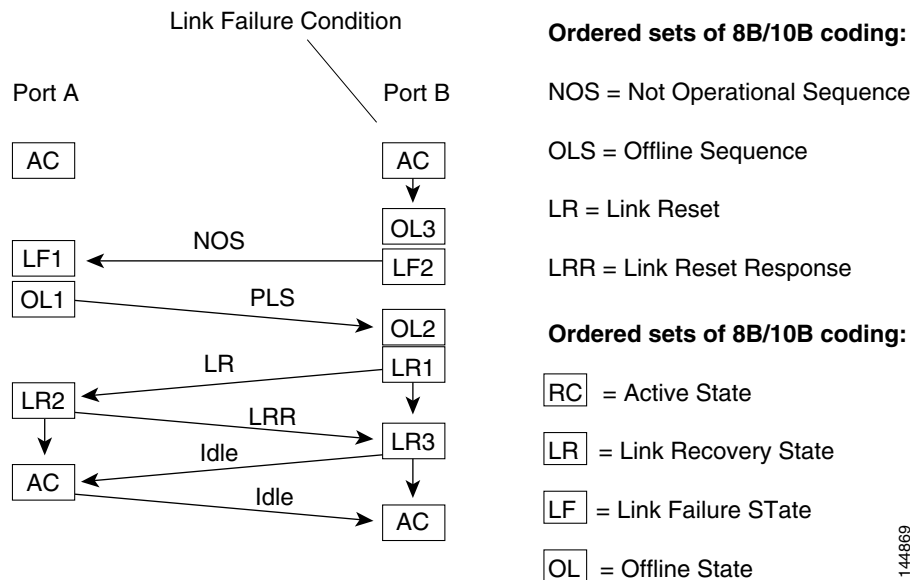 Link Failure Condition
Port A
Port B
AC
AC
OL3
NOS
LF1
LF2
OL1
PLS
OL2
LR
LR1
LR2
LRR
LR3
Idle
AC
Idle
AC
Ordered sets of 8B/10B coding:
NOS = Not Operational Sequence
OLS = Offline Sequence
LR = Link Reset
LRR = Link Reset Response
Ordered sets of 8B/10B coding:
RC = Active State
LR = Link Recovery State
LF = Link Failure STate
OL = Offline State
144869